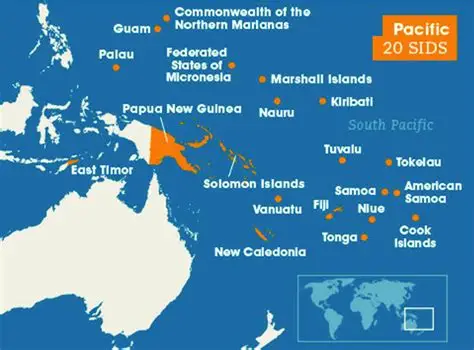 Commonwealth of the
Northern Marianas
Guam
Pacific
20 SIDS
Palau
Federated
States of
Micronesia
Marshall Islands
Papua New Guinea
Nauru
Kiribati
South Pacific
Tuvalu
Tokelau
East Timor
Solomon Islands
Samoa
American
Samoa
Vanuatu
Fiji
Niue
Cook
Islands
Tonga
New Caledonia